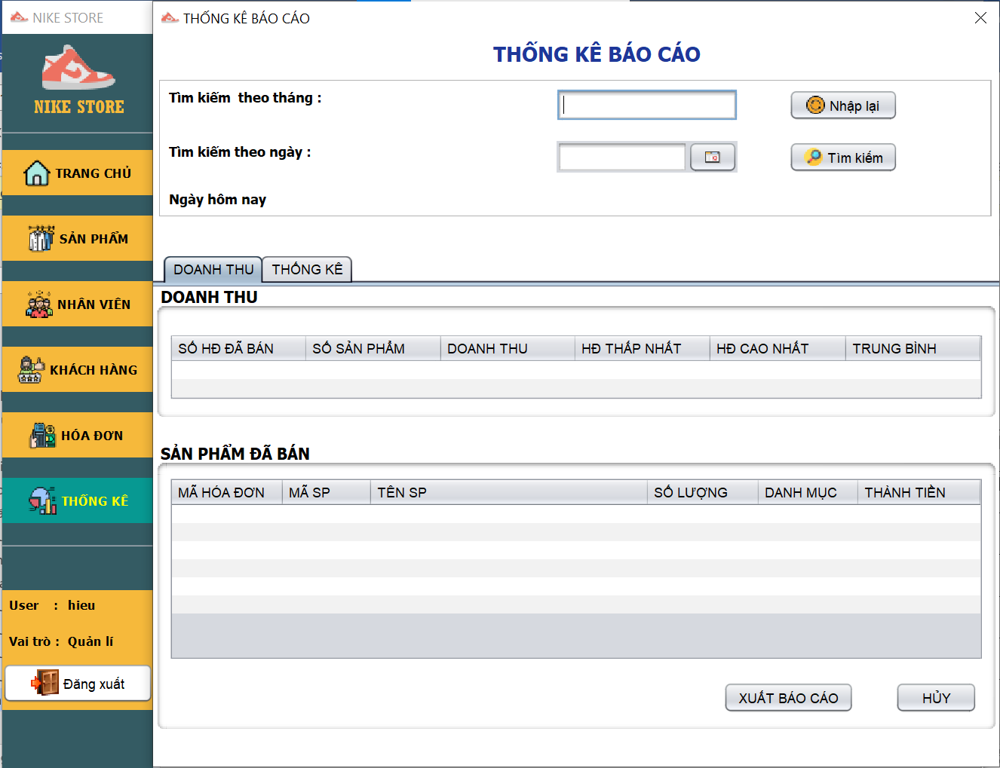 NIKE STORE
THỐNG KÊ BÁO CÁO
NIKE STORE
TRANG CHỦ
SẢN PHẨM
NHÂN VIÊN
KHÁCH HÀNG
HÓA ĐƠN
THỐNG KÊ
User : hieu
Vai trò : Quản lí
Đăng xuất
THỐNG KÊ BÁO CÁO
Tìm kiếm theo tháng :
Nhập lại
Tìm kiếm theo ngày :
Tìm kiếm
Ngày hôm nay
DOANH THU THỐNG KÊ
DOANH THU
SỐ HĐ ĐÃ BÁN SỐ SẢN PHẨM DOANH THU HĐ THẤP NHẤT HĐ CAO NHẤT TRUNG BÌNH
SẢN PHẨM ĐÃ BÁN
MÃ HÓA ĐƠN MÃ SP TÊN SP SỐ LƯỢNG DANH MỤC THÀNH TIỀN
XUẤT BÁO CÁO HỦY